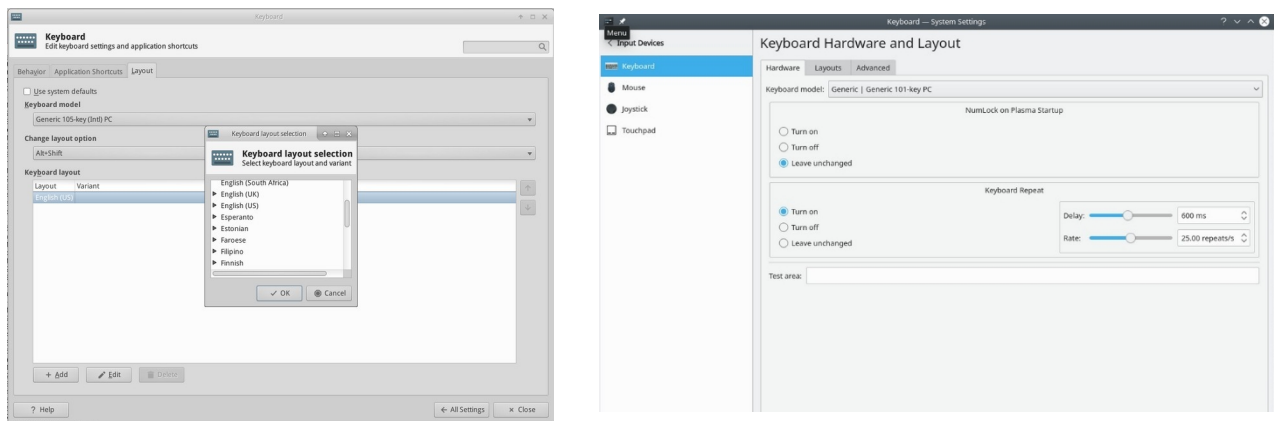 Keyboard
Keyboard
Edit keyboard settings and application shortcuts
Behavior Application Shortcuts Layout
Use system defaults
Keyboard model
Generic 105-key (Intl) PC
Change layout option
Alt+Shift
Keyboard layout
Layout Variant
English (US)
Keyboard layout selection
Keyboard layout selection
Select keyboard layout and variant
English (South Africa)
English (UK)
English (US)
Esperanto
Estonian
Faroese
Filipino
Finnish
OK Cancel
+ Add Edit Delete
? Help ← All Settings × Close
Keyboard — System Settings
Menu
< Input Devices
Keyboard
Mouse
Joystick
Touchpad
Keyboard Hardware and Layout
Hardware Layouts Advanced
Keyboard model: Generic | Generic 101-key PC
NumLock on Plasma Startup
Turn on
Turn off
Leave unchanged
Keyboard Repeat
Turn on
Turn off
Leave unchanged
Delay: 600 ms
Rate: 25.00 repeats/s
Test area: